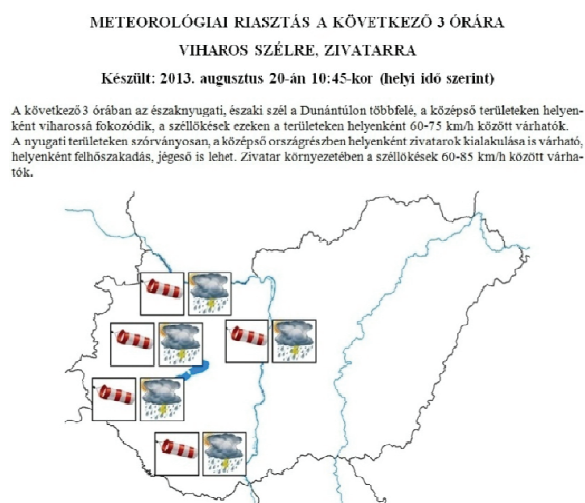 METEOROLÓGIAI RIASZTÁS A KÖVETKEZŐ 3 ÓRÁRA
VIHAROS SZÉLRE, ZIVATARRA
Készült: 2013. augusztus 20-án 10:45-kor (helyi idő szerint)
A következő 3 órában az északnyugati, északi szél a Dunántúlon többfelé, a középső területeken helyen-
ként viharossá fokozódik, a széllökések ezeken a területeken helyenként 60-75 km/h között várhatók.
A nyugati területeken szórványosan, a középső országrészben helyenként zivatarok kialakulása is várható,
helyenként felhőszakadás, jégeső is lehet. Zivatar környezetében a széllökések 60-85 km/h között várha-
tók.